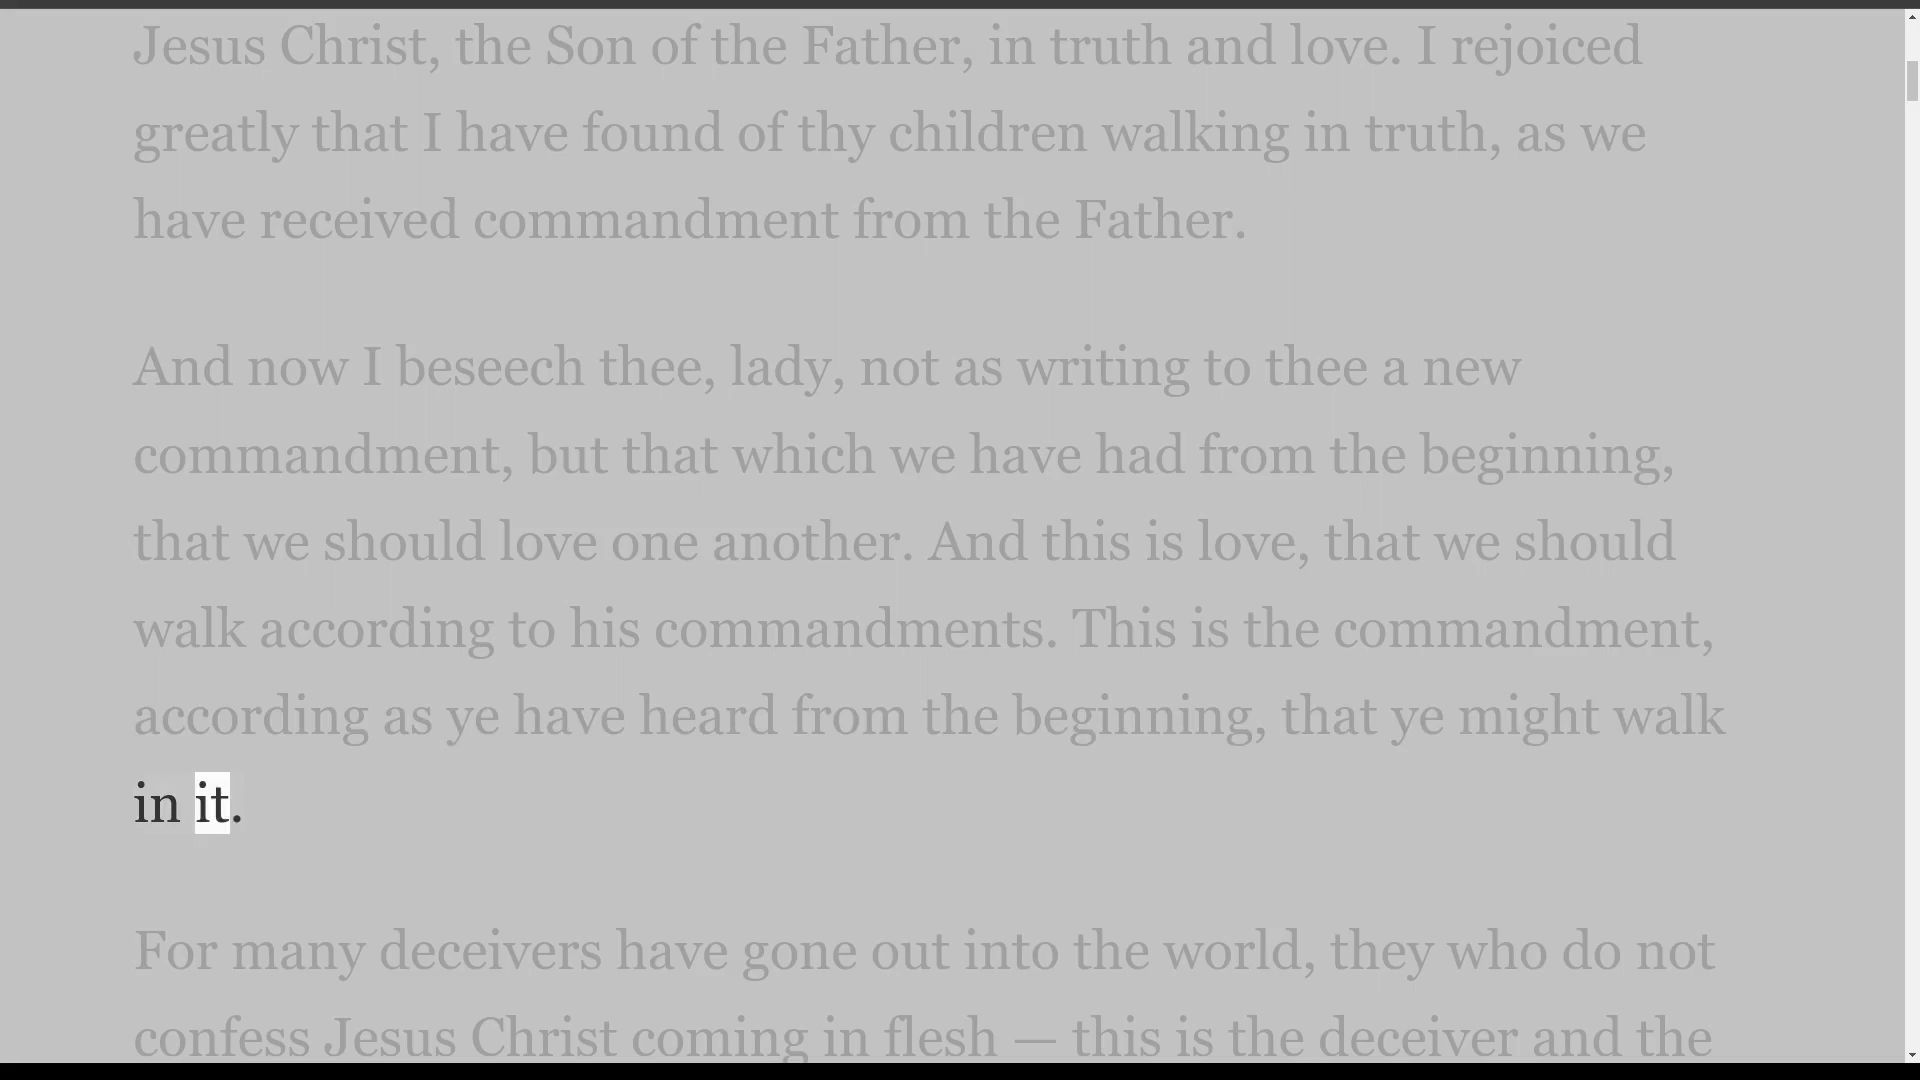 Jesus Christ, the Son of the Father, in truth and love. I rejoiced
greatly that I have found of thy children walking in truth, as we
have received commandment from the Father.
And now I beseech thee, lady, not as writing to thee a new
commandment, but that which we have had from the beginning,
that we should love one another. And this is love, that we should
walk according to his commandments. This is the commandment,
according as ye have heard from the beginning, that ye might walk
in it.
For many deceivers have gone out into the world, they who do not
confess Jesus Christ coming in flesh — this is the deceiver and the